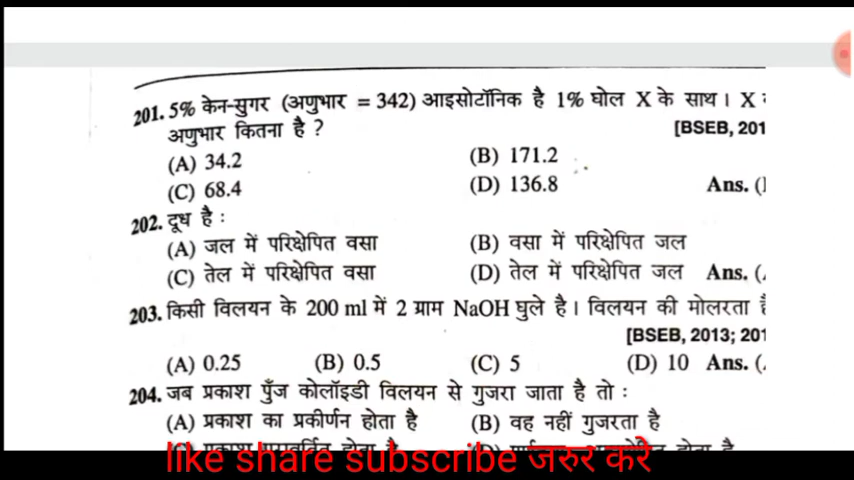 201. 5% केन-सुगर (अणुभार = 342) आइसोटॉनिक है 1% घोल X के साथ। X
अणुभार कितना है ?
[BSEB, 201
(A) 34.2 (B) 171.2
(C) 68.4 (D) 136.8 Ans. (
202. दूध है :
(A) जल में परिक्षेपित वसा (B) वसा में परिक्षेपित जल
(C) तेल में परिक्षेपित वसा (D) तेल में परिक्षेपित जल Ans. (
203. किसी विलयन के 200 ml में 2 ग्राम NaOH घुले है। विलयन की मोलरता है
[BSEB, 2013; 201
(A) 0.25 (B) 0.5 (C) 5 (D) 10 Ans. (
204. जब प्रकाश पुँज कोलॉइडी विलयन से गुजरा जाता है तो :
(A) प्रकाश का प्रकीर्णन होता है (B) वह नहीं गुजरता है
like share subscribe जरुर करे